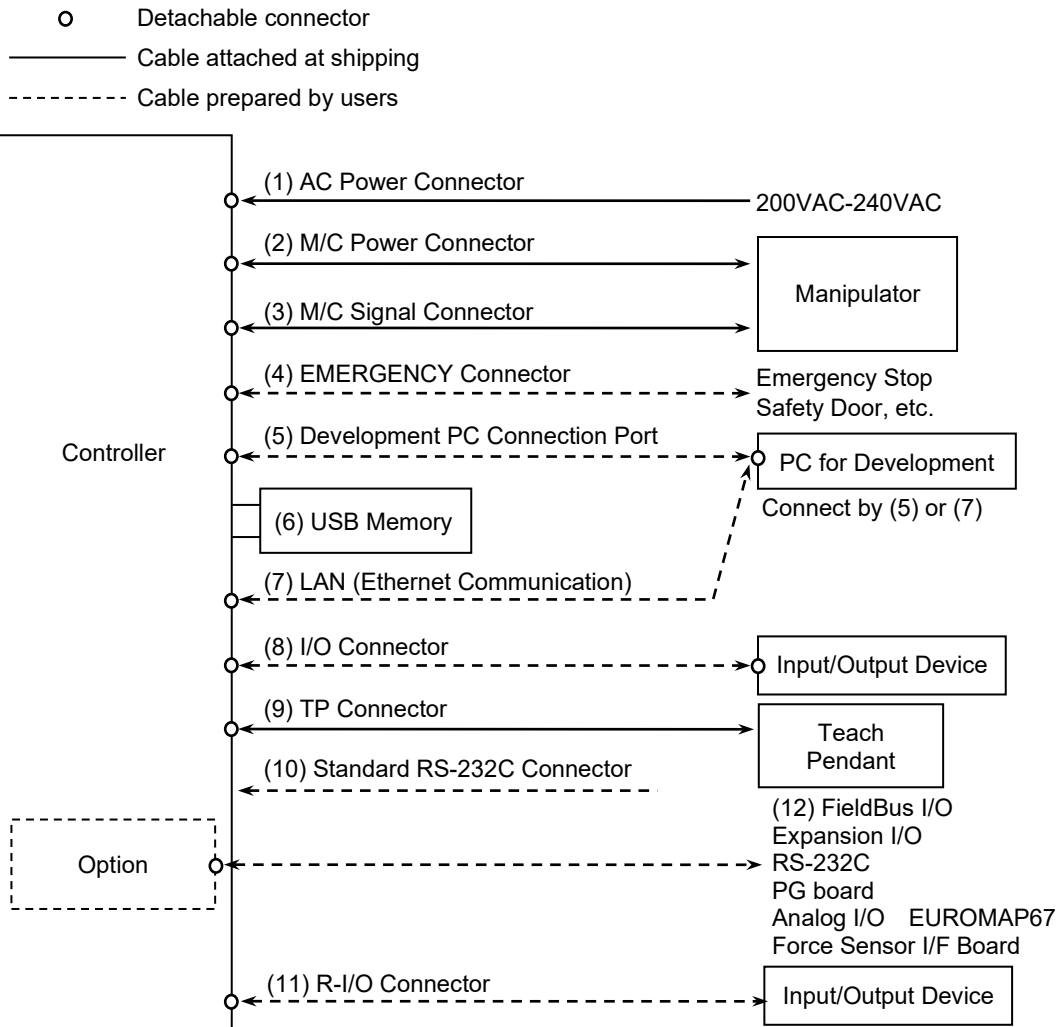 Detachable connector
Cable attached at shipping
Cable prepared by users
(1) AC Power Connector
200VAC-240VAC
(2) M/C Power Connector
Manipulator
(3) M/C Signal Connector
(4) EMERGENCY Connector
Emergency Stop
Safety Door, etc.
(5) Development PC Connection Port
Controller
PC for Development
Connect by (5) or (7)
(6) USB Memory
(7) LAN (Ethernet Communication)
(8) I/O Connector
Input/Output Device
(9) TP Connector
Teach
Pendant
(10) Standard RS-232C Connector
Option
(12) FieldBus I/O
Expansion I/O
RS-232C
PG board
Analog I/O EUROMAP67
Force Sensor I/F Board
(11) R-I/O Connector
Input/Output Device